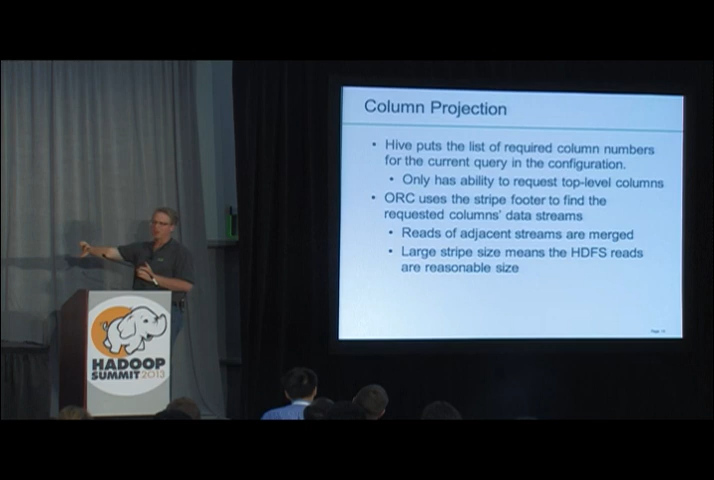 Column Projection
• Hive puts the list of required column numbers
for the current query in the configuration.
• Only has ability to request top-level columns
• ORC uses the stripe footer to find the
requested columns' data streams
• Reads of adjacent streams are merged
• Large stripe size means the HDFS reads
are reasonable size
Page
HADOOP
SUMMIT 2013